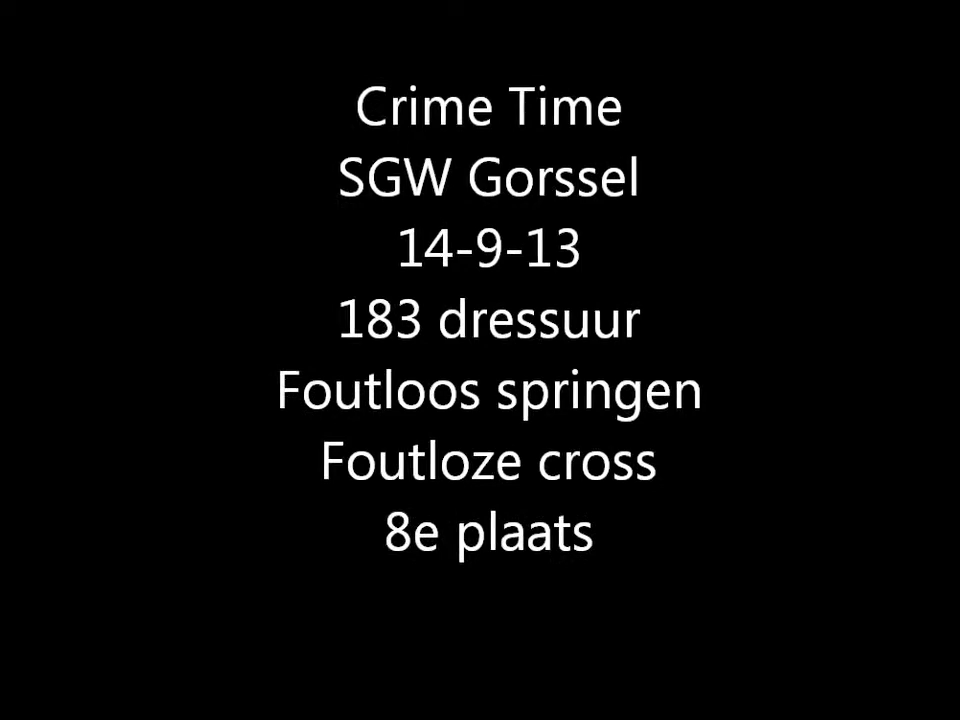 Crime Time
SGW Gorssel
14-9-13
183 dressuur
Foutloos springen
Foutloze cross
8e plaats